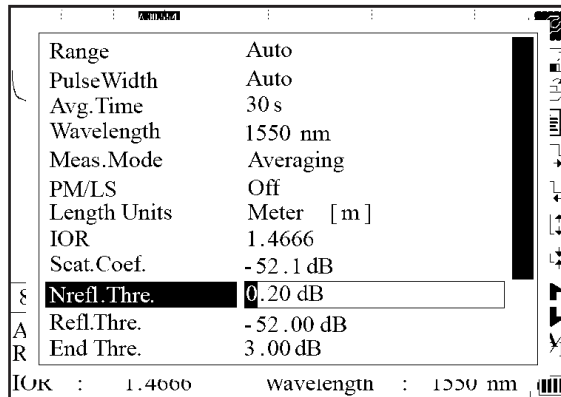 Range Auto
PulseWidth Auto
Avg.Time 30 s
Wavelength 1550 nm
Meas.Mode Averaging
PM/LS Off
Length Units Meter [ m ]
IOR 1.4666
Scat.Coef. -52.1 dB
Nrefl.Thre. 0.20 dB
Refl.Thre. -52.00 dB
End Thre. 3.00 dB
A
R
IOR : 1.4666 Wavelength : 1550 nm